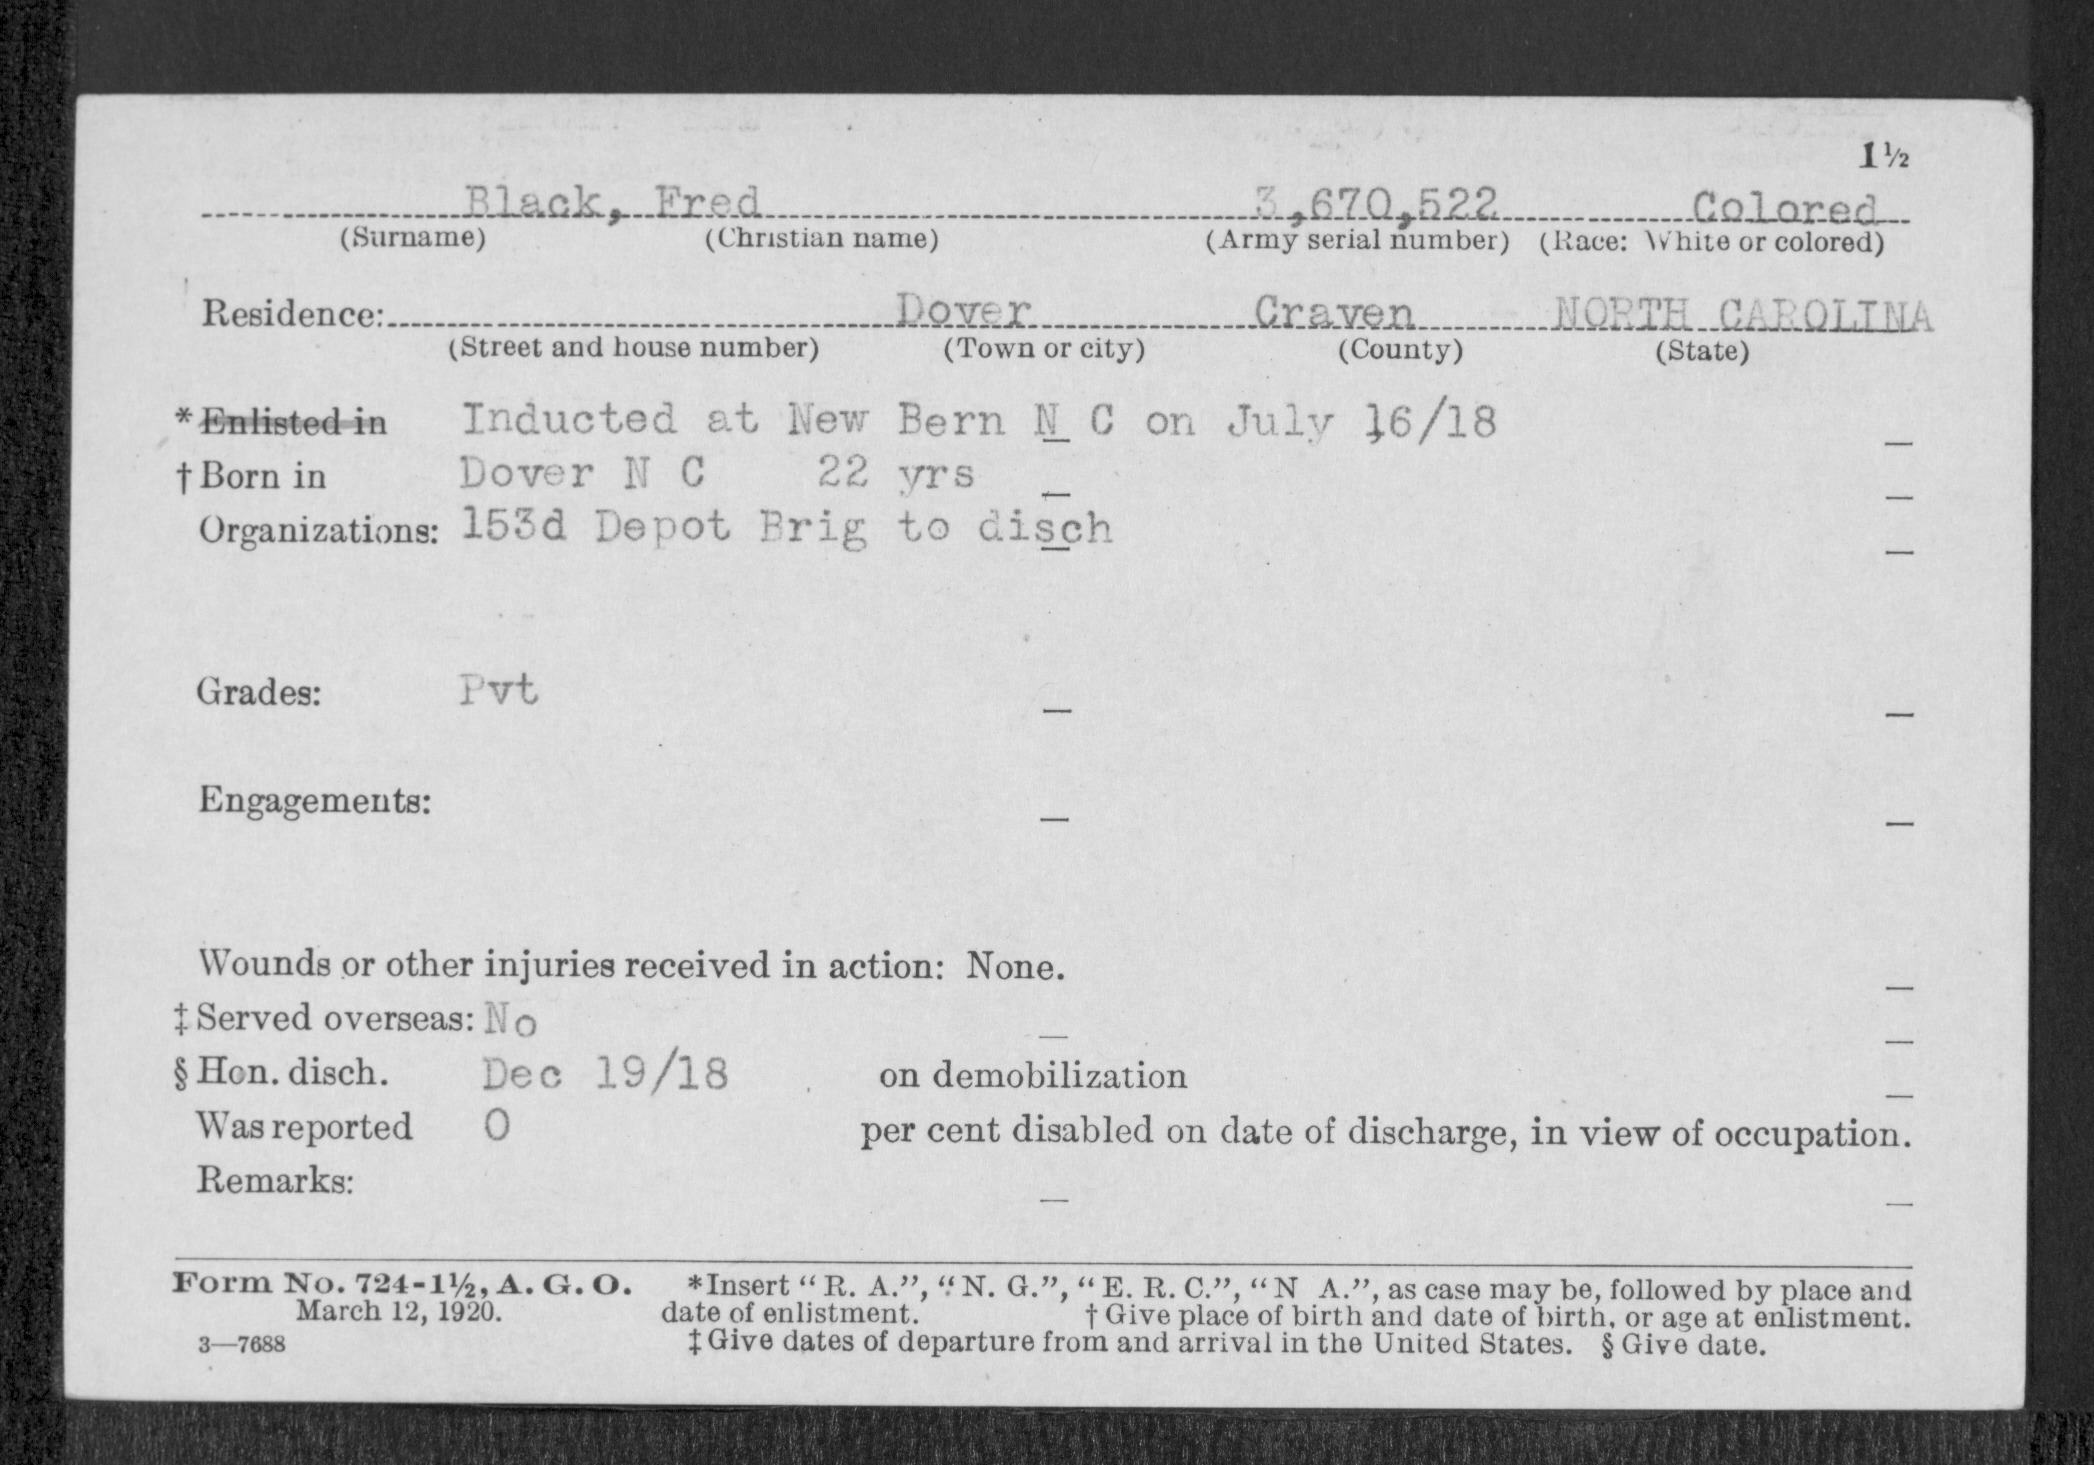 1½
Black, Fred 3,670,522 Colored
(Surname) (Christian name) (Army serial number) (Race: White or colored)
Residence: Dover Craven NORTH CAROLINA
(Street and house number) (Town or city) (County) (State)
* Enlisted in Inducted at New Bern N C on July 16/18
† Born in Dover N C 22 yrs
Organizations: 153d Depot Brig to disch
Grades: Pvt
Engagements:
Wounds or other injuries received in action: None.
‡ Served overseas: No
§ Hon. disch. Dec 19/18 on demobilization
Was reported 0 per cent disabled on date of discharge, in view of occupation.
Remarks:
Form No. 724-1½, A. G. O. *Insert “R. A.”, “N. G.”, “E. R. C.”, “N A.”, as case may be, followed by place and
March 12, 1920. date of enlistment. † Give place of birth and date of birth, or age at enlistment.
3—7688 ‡ Give dates of departure from and arrival in the United States. § Give date.